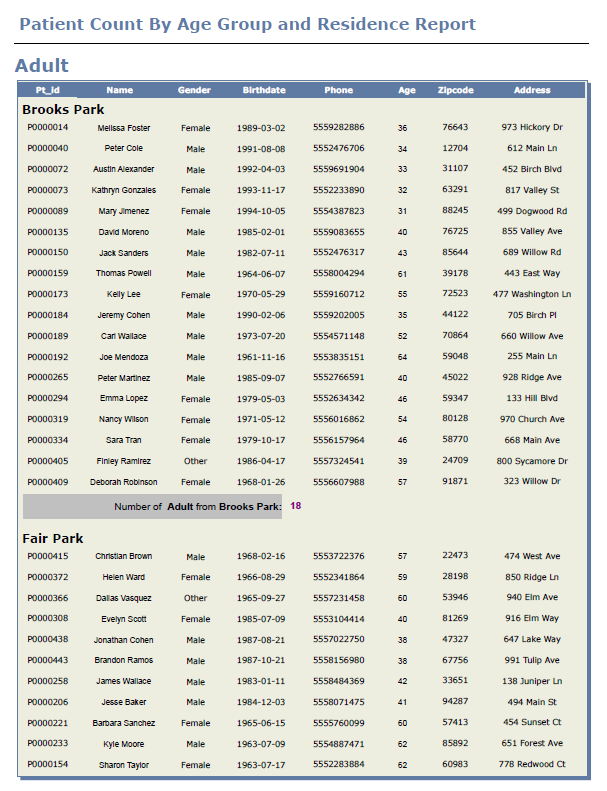 Patient Count By Age Group and Residence Report
Adult
Pt_id Name Gender Birthdate Phone Age Zipcode Address
Brooks Park
P0000014 Melissa Foster Female 1989-03-02 5559282886 36 76643 973 Hickory Dr
P0000040 Peter Cole Male 1991-08-08 5552476706 34 12704 612 Main Ln
P0000072 Austin Alexander Male 1992-04-03 5559691904 33 31107 452 Birch Blvd
P0000073 Kathryn Gonzales Female 1993-11-17 5552233890 32 63291 817 Valley St
P0000089 Mary Jimenez Female 1994-10-05 5554387823 31 88245 499 Dogwood Rd
P0000135 David Moreno Male 1985-02-01 5559083655 40 76725 855 Valley Ave
P0000150 Jack Sanders Male 1982-07-11 5552476317 43 85644 689 Willow Rd
P0000159 Thomas Powell Male 1964-06-07 5558004294 61 39178 443 East Way
P0000173 Kelly Lee Female 1970-05-29 5559160712 55 72523 477 Washington Ln
P0000184 Jeremy Cohen Male 1990-02-06 5559202005 35 44122 705 Birch Pl
P0000189 Carl Wallace Male 1973-07-20 5554571148 52 70864 660 Willow Ave
P0000192 Joe Mendoza Male 1961-11-16 5553835151 64 59048 255 Main Ln
P0000265 Peter Martinez Male 1985-09-07 5552766591 40 45022 928 Ridge Ave
P0000294 Emma Lopez Female 1979-05-03 5552634342 46 59347 133 Hill Blvd
P0000319 Nancy Wilson Female 1971-05-12 5556016862 54 80128 970 Church Ave
P0000334 Sara Tran Female 1979-10-17 5556157964 46 58770 668 Main Ave
P0000405 Finley Ramirez Other 1986-04-17 5557324541 39 24709 800 Sycamore Dr
P0000409 Deborah Robinson Female 1968-01-26 5556607988 57 91871 323 Willow Dr
Number of Adult from Brooks Park: 18
Fair Park
P0000415 Christian Brown Male 1968-02-16 5553722376 57 22473 474 West Ave
P0000372 Helen Ward Female 1966-08-29 5552341864 59 28198 850 Ridge Ln
P0000366 Dallas Vasquez Other 1965-09-27 5557231458 60 53946 940 Elm Ave
P0000308 Evelyn Scott Female 1985-07-09 5553104414 40 81269 916 Elm Way
P0000438 Jonathan Cohen Male 1987-08-21 5557022750 38 47327 647 Lake Way
P0000443 Brandon Ramos Male 1987-10-21 5558156980 38 67756 991 Tulip Ave
P0000258 James Wallace Male 1983-01-11 5558484369 42 33651 138 Juniper Ln
P0000206 Jesse Baker Male 1984-12-03 5558071475 41 94287 494 Main St
P0000221 Barbara Sanchez Female 1965-06-15 5555760099 60 57413 454 Sunset Ct
P0000233 Kyle Moore Male 1963-07-09 5554887471 62 85892 651 Forest Ave
P0000154 Sharon Taylor Female 1963-07-17 5552283884 62 60983 778 Redwood Ct